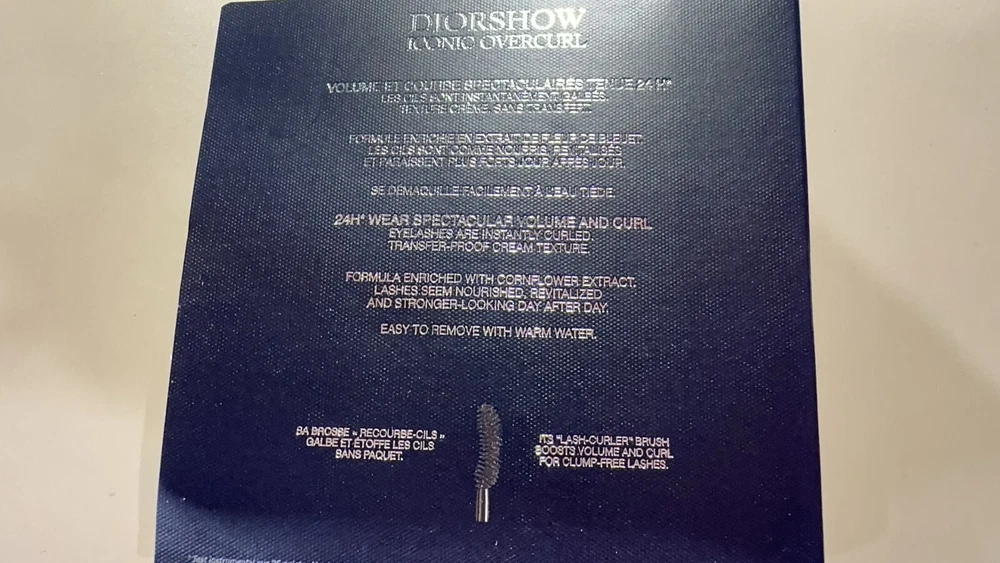 DIORSHOW
ICONIC OVERCURL
VOLUME ET COURBE SPECTACULAIRES TENUE 24 H*
LES CILS SONT INSTANTANÉMENT GALBÉS.
TEXTURE CRÈME, SANS TRANSFERT.
FORMULE ENRICHIE EN EXTRAIT DE FLEUR DE BLEUET.
LES CILS SONT COMME NOURRIS, REVITALISÉS
ET PARAISSENT PLUS FORTS JOUR APRÈS JOUR.
SE DÉMAQUILLE FACILEMENT À L'EAU TIÈDE.
24H* WEAR SPECTACULAR VOLUME AND CURL
EYELASHES ARE INSTANTLY CURLED.
TRANSFER-PROOF CREAM TEXTURE.
FORMULA ENRICHED WITH CORNFLOWER EXTRACT.
LASHES SEEM NOURISHED, REVITALIZED
AND STRONGER-LOOKING DAY AFTER DAY.
EASY TO REMOVE WITH WARM WATER.
SA BROSSE « RECOURBE-CILS »
GALBE ET ÉTOFFE LES CILS
SANS PAQUET.
ITS "LASH-CURLER" BRUSH
BOOSTS VOLUME AND CURL
FOR CLUMP-FREE LASHES.
*Test instrumental